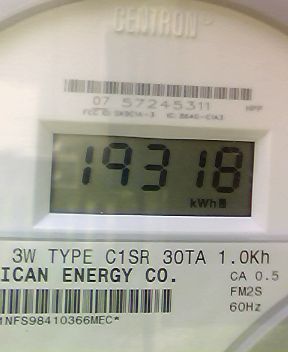 CENTRON
07 57245311
19318
kWh
3W TYPE C1SR 30TA 1.0Kh
ICAN ENERGY CO.
CA 0.5
FM2S
60Hz
1NFS98410366MEC*